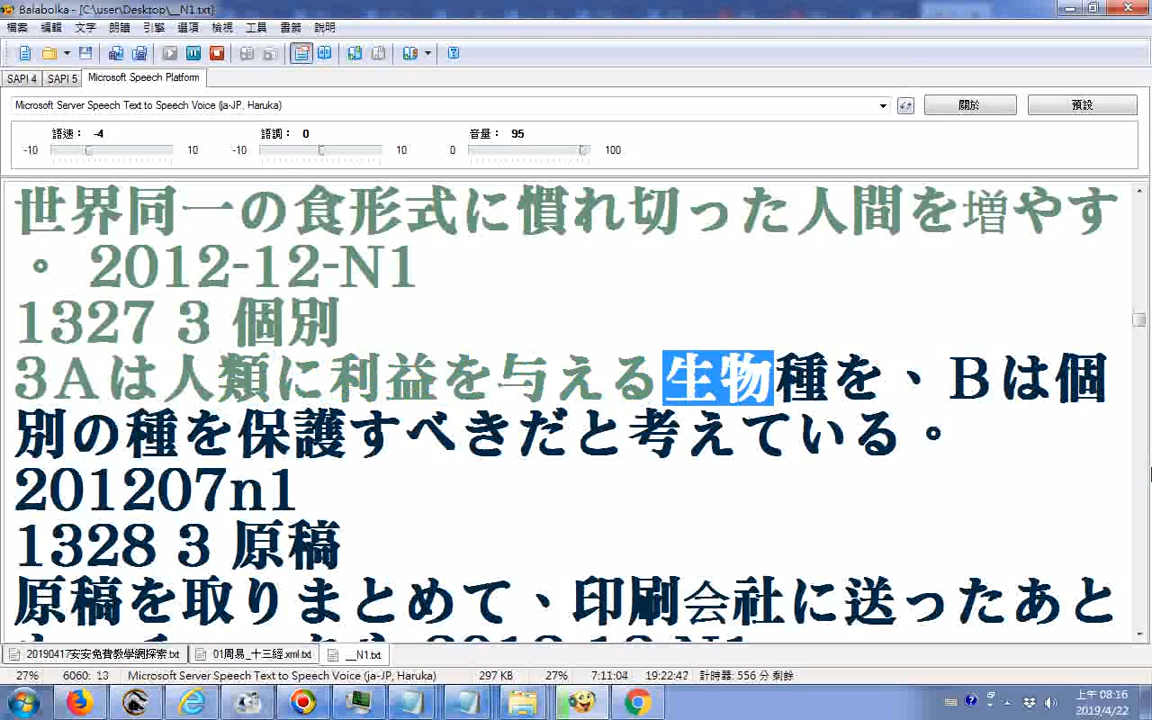 Balabolka - [C:\user\Desktop\__N1.txt]
檔案 編輯 文字 朗讀 引擎 選項 檢視 工具 書籤 說明
SAPI 4 SAPI 5 Microsoft Speech Platform
Microsoft Server Speech Text to Speech Voice (ja-JP, Haruka) 關於 預設
語速： -4 語調： 0 音量： 95
-10 10 -10 10 0 100
世界同一の食形式に慣れ切った人間を増やす
。 2012-12-N1
1327 3 個別
3Ａは人類に利益を与える生物種を、Ｂは個
別の種を保護すべきだと考えている。
201207n1
1328 3 原稿
原稿を取りまとめて、印刷会社に送ったあと
20190417安安免費教學網探索.txt 01周易_十三經.xml.txt __N1.txt
27% 6060: 13 Microsoft Server Speech Text to Speech Voice (ja-JP, Haruka) 297 KB 27% 7:11:04 19:22:47 計時器: 556 分 剩餘
上午 08:16
2019/4/22